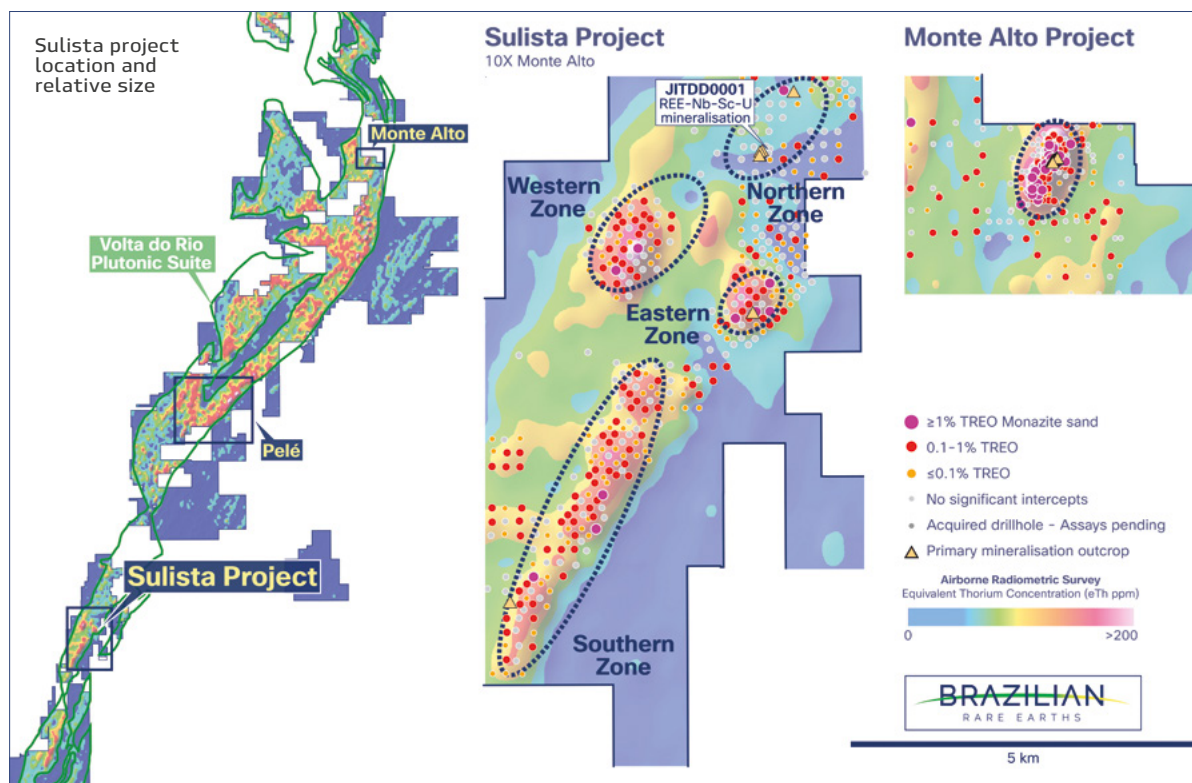 Sulista project
location and
relative size
Monte Alto
Volta do Rio
Plutonic Suite
Pelé
Sulista Project
Sulista Project
10X Monte Alto
JITDD0001
REE-Nb-Sc-U
mineralisation
Western
Zone
Northern
Zone
Eastern
Zone
Southern
Zone
Monte Alto Project
≥1% TREO Monazite sand
0.1-1% TREO
≤0.1% TREO
No significant intercepts
Acquired drillhole - Assays pending
Primary mineralisation outcrop
Airborne Radiometric Survey
Equivalent Thorium Concentration (eTh ppm)
0 >200
BRAZILIAN
RARE EARTHS
5 km